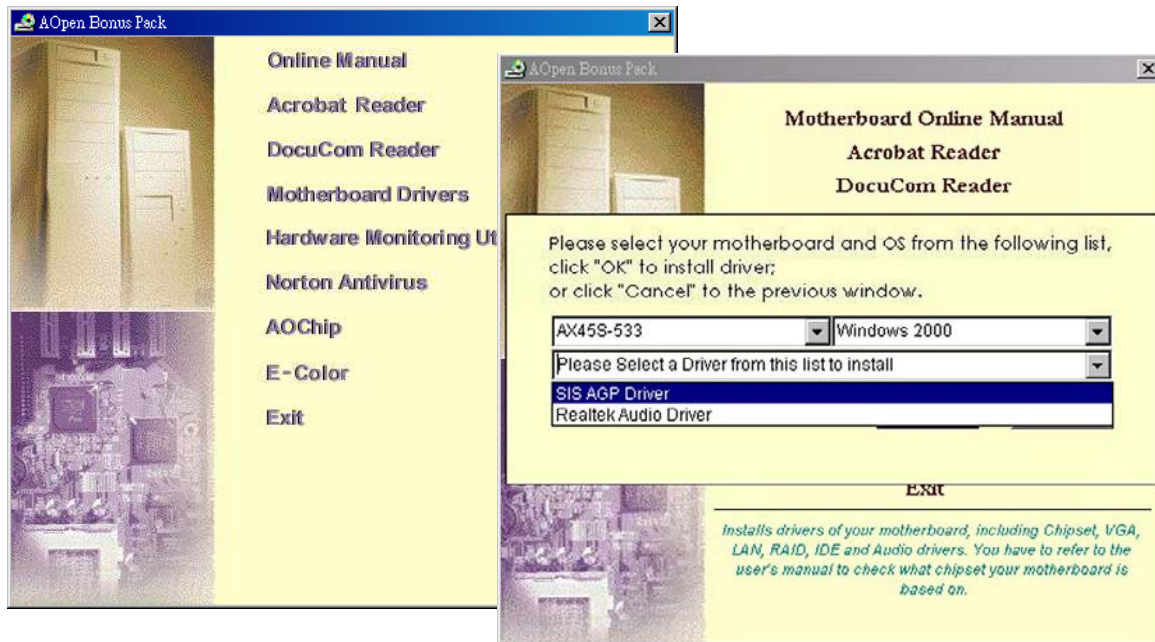 AOpen Bonus Pack
Online Manual
Acrobat Reader
DocuCom Reader
Motherboard Drivers
Hardware Monitoring Ut
Norton Antivirus
AOChip
E-Color
Exit
AOpen Bonus Pack
Motherboard Online Manual
Acrobat Reader
DocuCom Reader
Please select your motherboard and OS from the following list,
click "OK" to install driver;
or click "Cancel" to the previous window.
AX45S-533 Windows 2000
Please Select a Driver from this list to install
SIS AGP Driver
Realtek Audio Driver
Exit
Installs drivers of your motherboard, including Chipset, VGA,
LAN, RAID, IDE and Audio drivers. You have to refer to the
user's manual to check what chipset your motherboard is
based on.